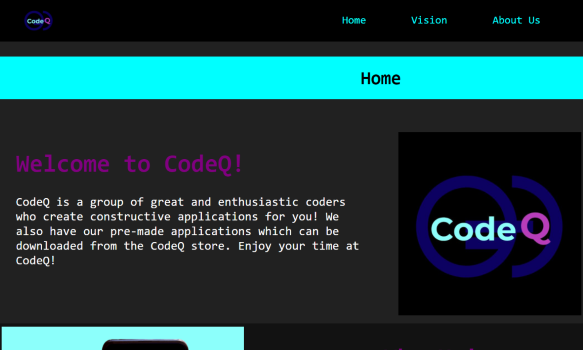 CodeQ
Home Vision About Us
Home
Welcome to CodeQ!
CodeQ is a group of great and enthusiastic coders
who create constructive applications for you! We
also have our pre-made applications which can be
downloaded from the CodeQ store. Enjoy your time at
CodeQ!
CodeQ